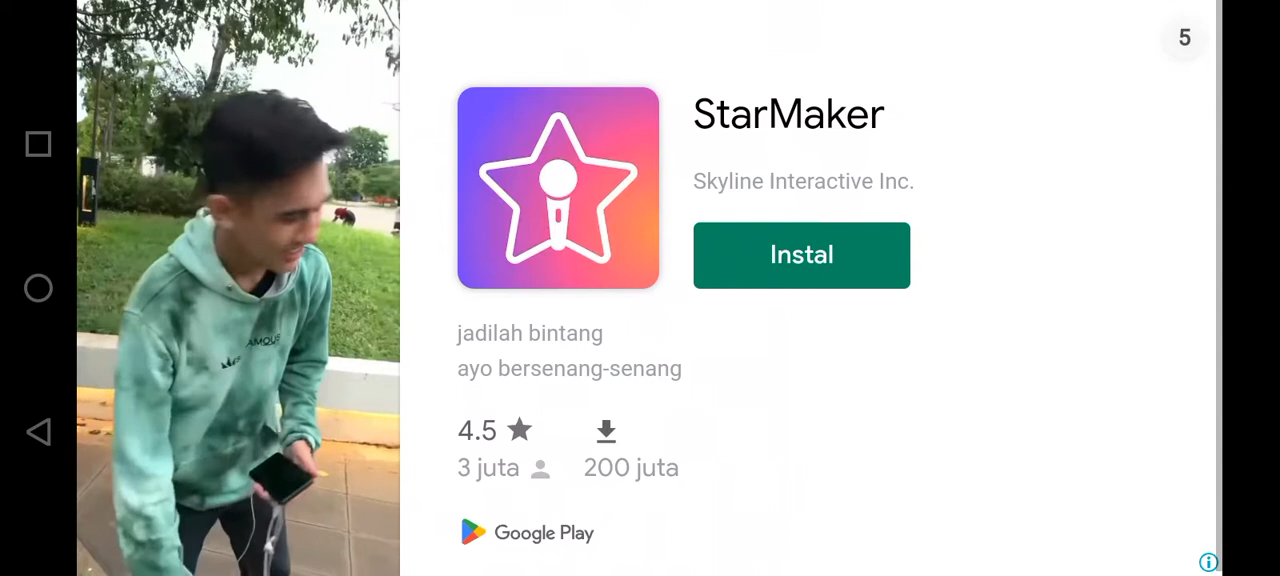 5
StarMaker
Skyline Interactive Inc.
Instal
jadilah bintang
ayo bersenang-senang
4.5
3 juta 200 juta
Google Play
FAMOUS